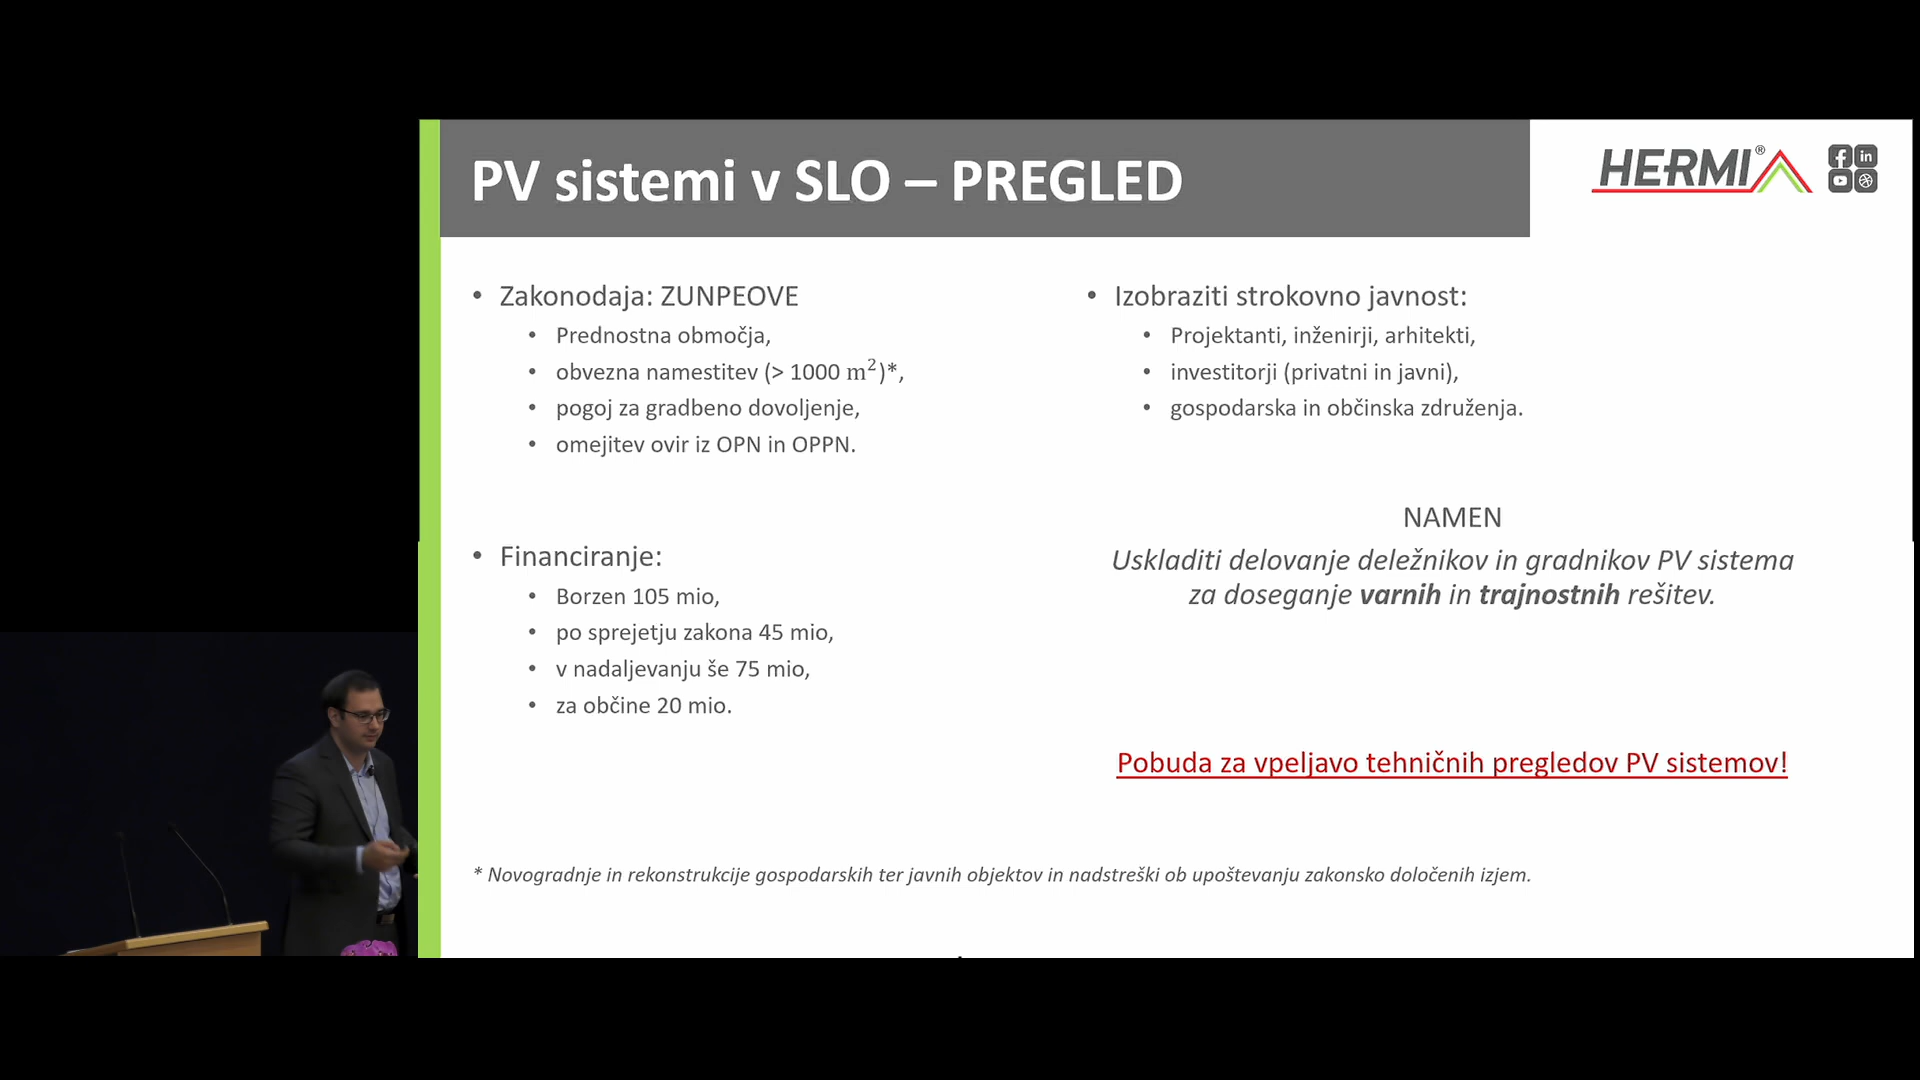 PV sistemi v SLO – PREGLED
HERMI®
• Zakonodaja: ZUNPEOVE
• Prednostna območja,
• obvezna namestitev (> 1000 m²)*,
• pogoj za gradbeno dovoljenje,
• omejitev ovir iz OPN in OPPN.
• Financiranje:
• Borzen 105 mio,
• po sprejetju zakona 45 mio,
• v nadaljevanju še 75 mio,
• za občine 20 mio.
• Izobraziti strokovno javnost:
• Projektanti, inženirji, arhitekti,
• investitorji (privatni in javni),
• gospodarska in občinska združenja.
NAMEN
Uskladiti delovanje deležnikov in gradnikov PV sistema
za doseganje varnih in trajnostnih rešitev.
Pobuda za vpeljavo tehničnih pregledov PV sistemov!
* Novogradnje in rekonstrukcije gospodarskih ter javnih objektov in nadstreški ob upoštevanju zakonsko določenih izjem.